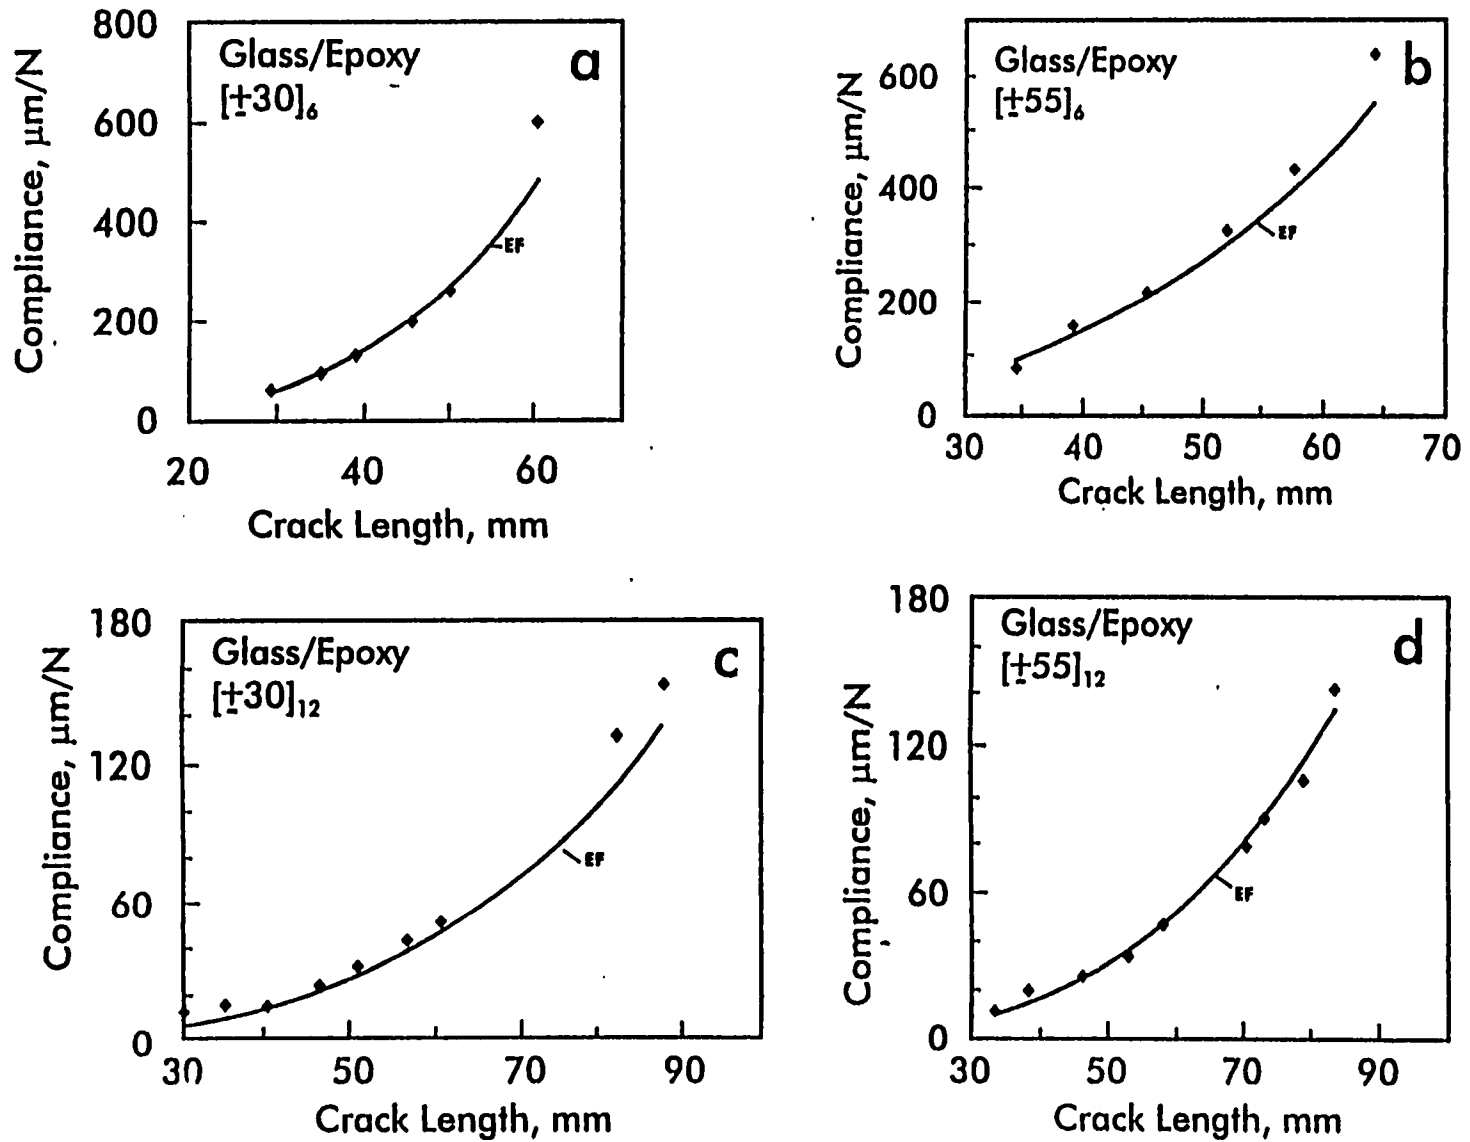 800
600
400
200
0
Compliance, μm/N
Glass/Epoxy
[±30]₆
a
EF
20 40 60
Crack Length, mm
600
400
200
0
Compliance, μm/N
Glass/Epoxy
[±55]₆
b
EF
30 40 50 60 70
Crack Length, mm
180
120
60
0
Compliance, μm/N
Glass/Epoxy
[±30]₁₂
c
EF
30 50 70 90
Crack Length, mm
180
120
60
0
Compliance, μm/N
Glass/Epoxy
[±55]₁₂
d
EF
30 50 70 90
Crack Length, mm